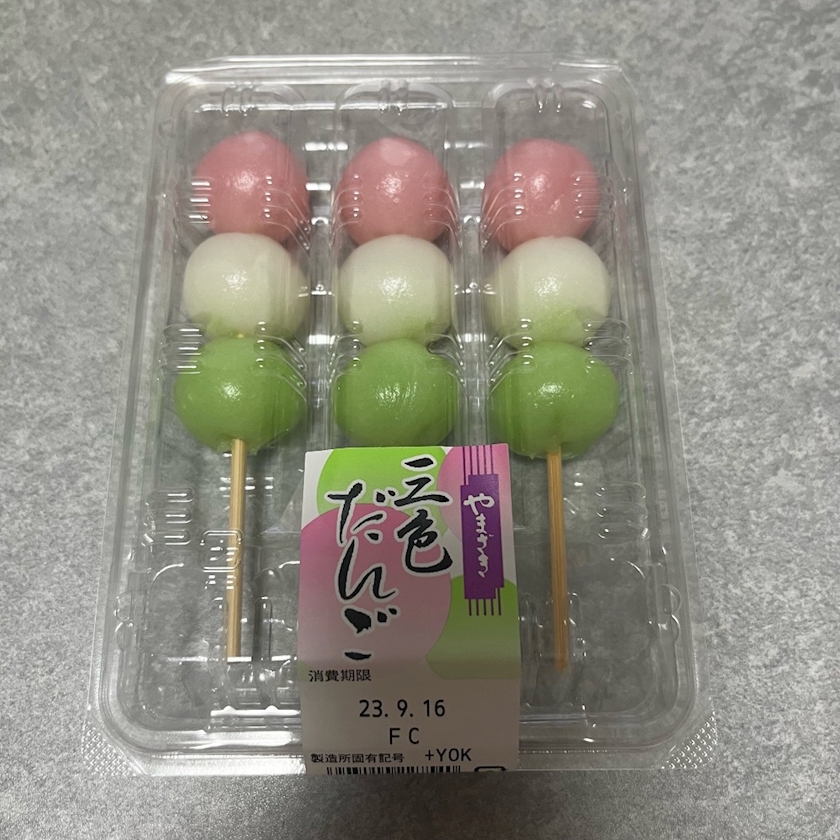 やまざき
三色
だんご
消費期限
23.9.16
FC
製造所固有記号 +YOK